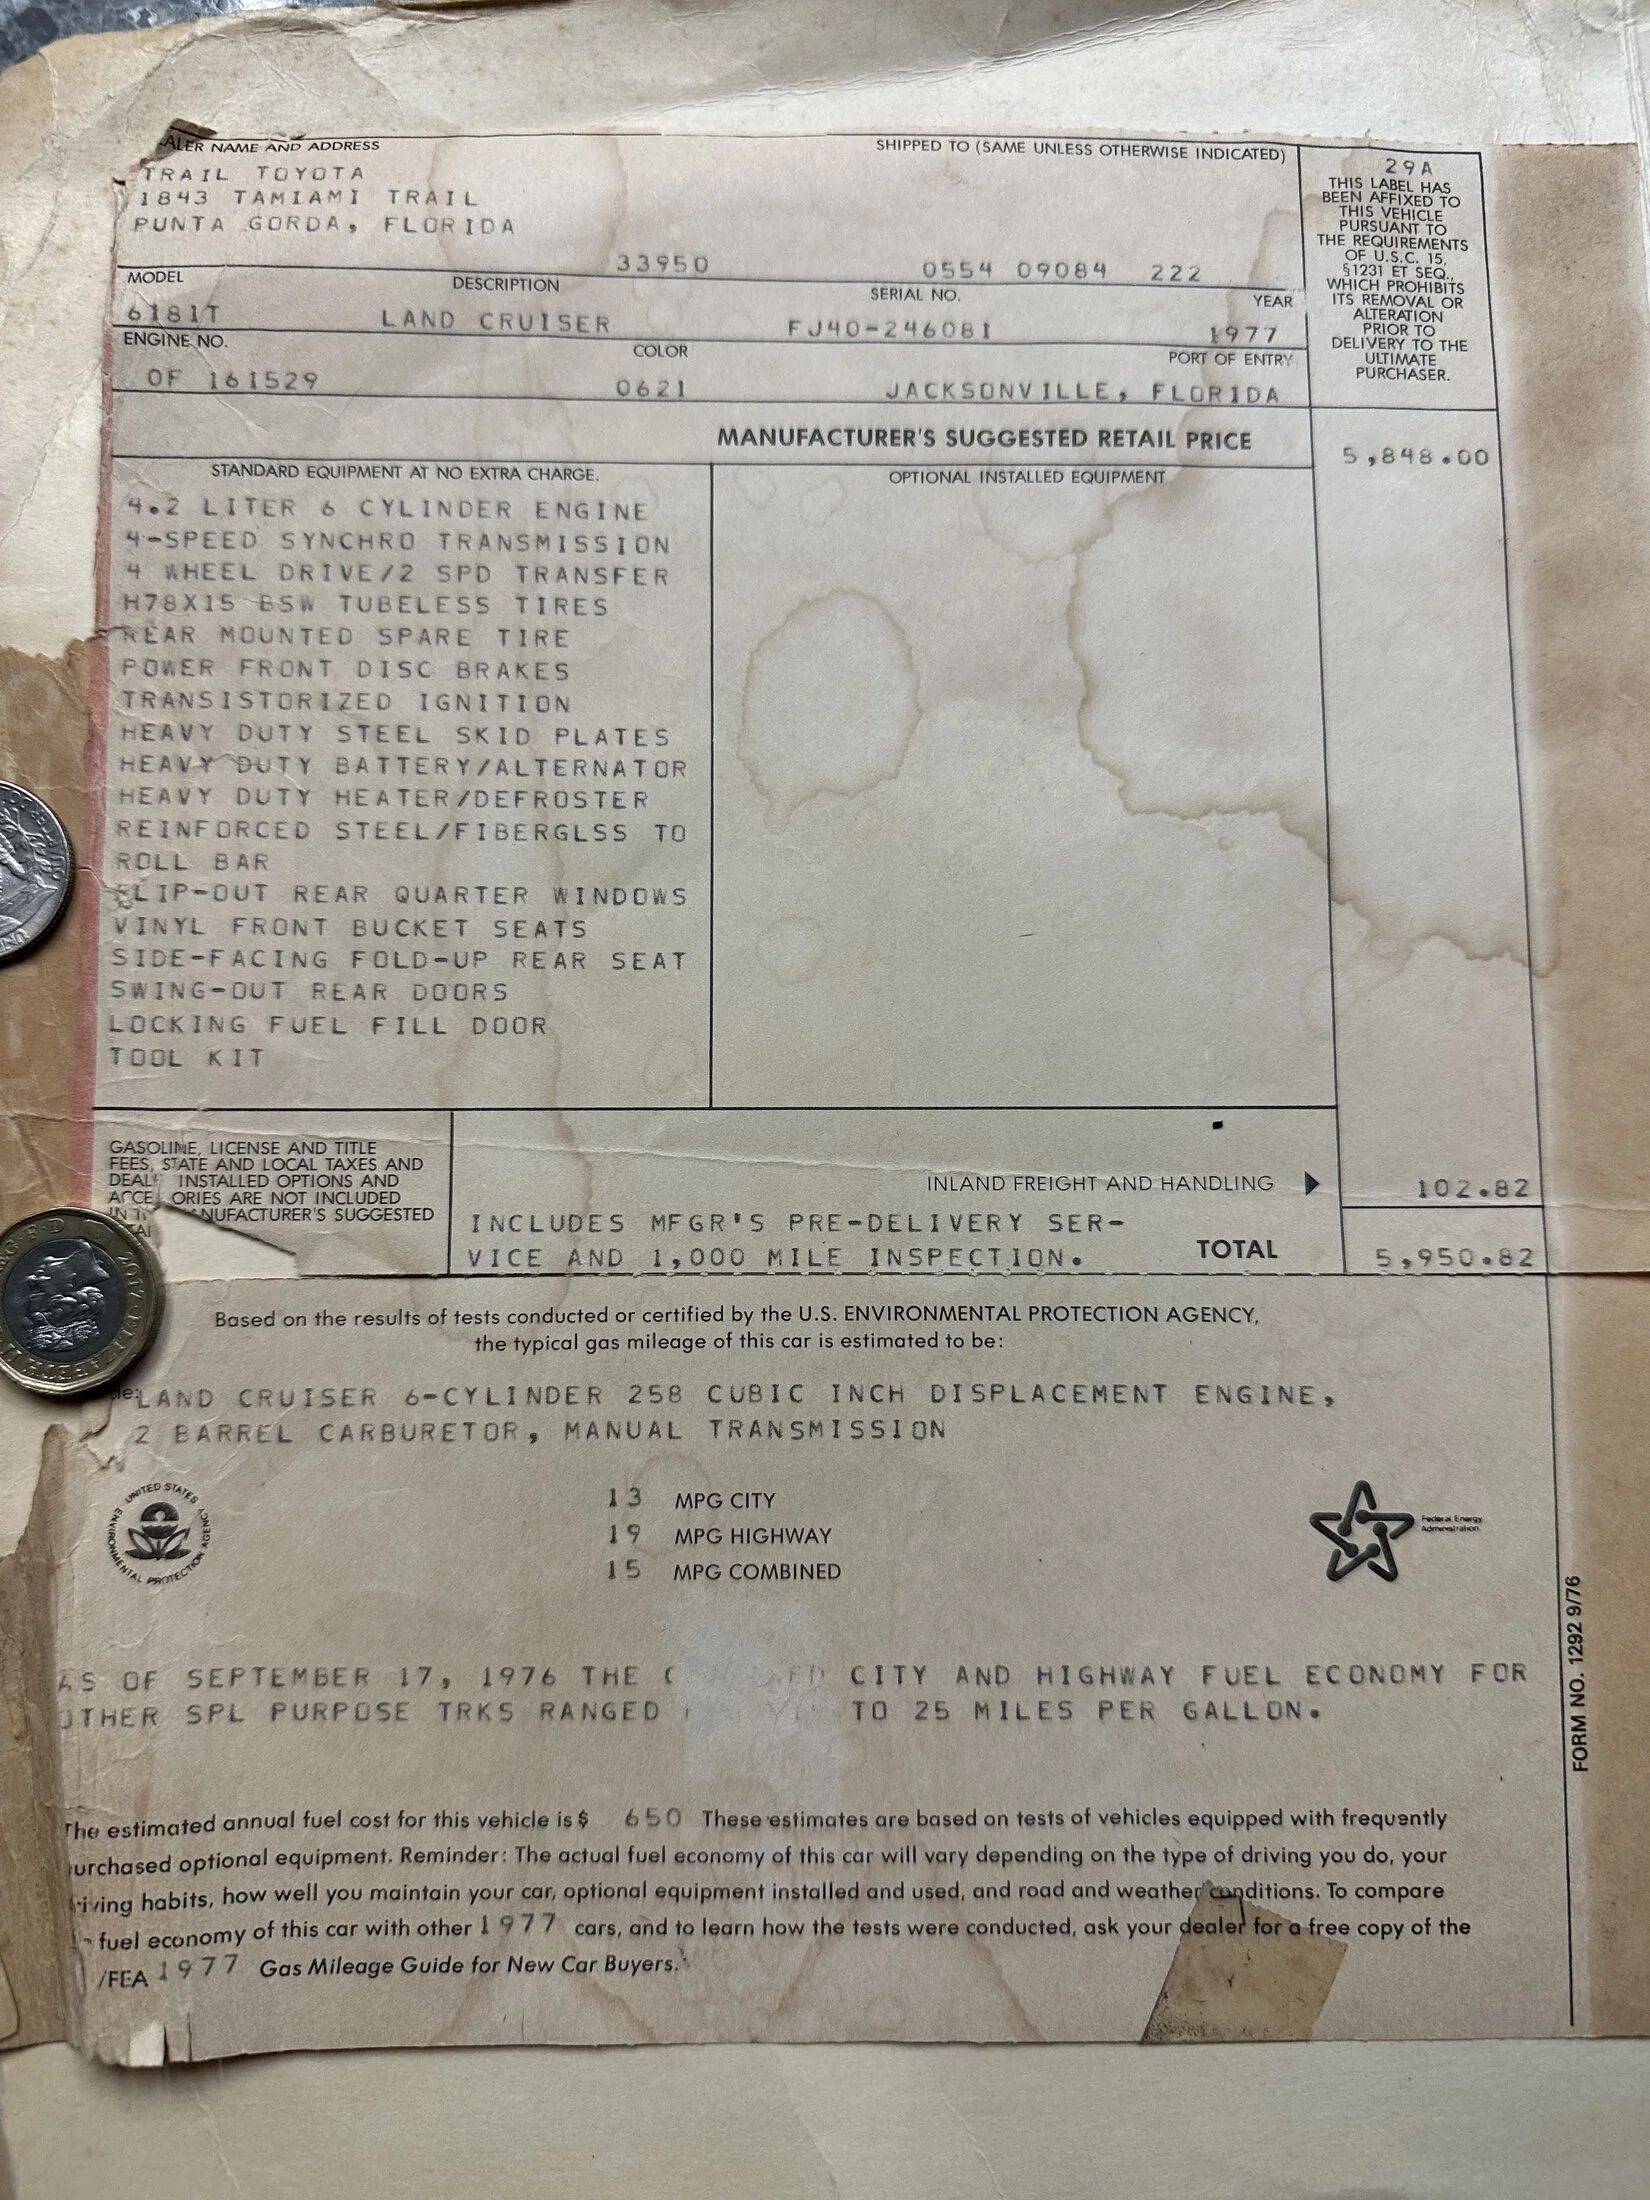 ALER NAME AND ADDRESS
SHIPPED TO (SAME UNLESS OTHERWISE INDICATED)
TRAIL TOYOTA
1843 TAMIAMI TRAIL
PUNTA GORDA, FLORIDA
33950
0554 09084 222
29A
THIS LABEL HAS
BEEN AFFIXED TO
THIS VEHICLE
PURSUANT TO
THE REQUIREMENTS
OF U.S.C. 15,
§1231 ET SEQ.,
WHICH PROHIBITS
ITS REMOVAL OR
ALTERATION
PRIOR TO
DELIVERY TO THE
ULTIMATE
PURCHASER.
MODEL DESCRIPTION SERIAL NO. YEAR
6181T LAND CRUISER FJ40-246081 1977
ENGINE NO. COLOR PORT OF ENTRY
OF 161529 0621 JACKSONVILLE, FLORIDA
MANUFACTURER'S SUGGESTED RETAIL PRICE 5,848.00
STANDARD EQUIPMENT AT NO EXTRA CHARGE.
OPTIONAL INSTALLED EQUIPMENT
4.2 LITER 6 CYLINDER ENGINE
4-SPEED SYNCHRO TRANSMISSION
4 WHEEL DRIVE/2 SPD TRANSFER
H78X15 BSW TUBELESS TIRES
REAR MOUNTED SPARE TIRE
POWER FRONT DISC BRAKES
TRANSISTORIZED IGNITION
HEAVY DUTY STEEL SKID PLATES
HEAVY DUTY BATTERY/ALTERNATOR
HEAVY DUTY HEATER/DEFROSTER
REINFORCED STEEL/FIBERGLSS TO
ROLL BAR
FLIP-OUT REAR QUARTER WINDOWS
VINYL FRONT BUCKET SEATS
SIDE-FACING FOLD-UP REAR SEAT
SWING-OUT REAR DOORS
LOCKING FUEL FILL DOOR
TOOL KIT
GASOLINE, LICENSE AND TITLE
FEES, STATE AND LOCAL TAXES AND
DEAL INSTALLED OPTIONS AND
ACCE ORIES ARE NOT INCLUDED
IN NUFACTURER'S SUGGESTED
INLAND FREIGHT AND HANDLING 102.82
INCLUDES MFGR'S PRE-DELIVERY SER-
VICE AND 1,000 MILE INSPECTION.
TOTAL 5,950.82
Based on the results of tests conducted or certified by the U.S. ENVIRONMENTAL PROTECTION AGENCY,
the typical gas mileage of this car is estimated to be:
LAND CRUISER 6-CYLINDER 258 CUBIC INCH DISPLACEMENT ENGINE,
2 BARREL CARBURETOR, MANUAL TRANSMISSION
UNITED STATES ENVIRONMENTAL PROTECTION AGENCY
13 MPG CITY
19 MPG HIGHWAY
15 MPG COMBINED
Federal Energy
Administration
AS OF SEPTEMBER 17, 1976 THE CITY AND HIGHWAY FUEL ECONOMY FOR
OTHER SPL PURPOSE TRKS RANGED TO 25 MILES PER GALLON.
The estimated annual fuel cost for this vehicle is $ 650 These estimates are based on tests of vehicles equipped with frequently
urchased optional equipment. Reminder: The actual fuel economy of this car will vary depending on the type of driving you do, your
riving habits, how well you maintain your car, optional equipment installed and used, and road and weather conditions. To compare
fuel economy of this car with other 1977 cars, and to learn how the tests were conducted, ask your dealer for a free copy of the
/FEA 1977 Gas Mileage Guide for New Car Buyers.
FORM NO. 1292 9/76
2017